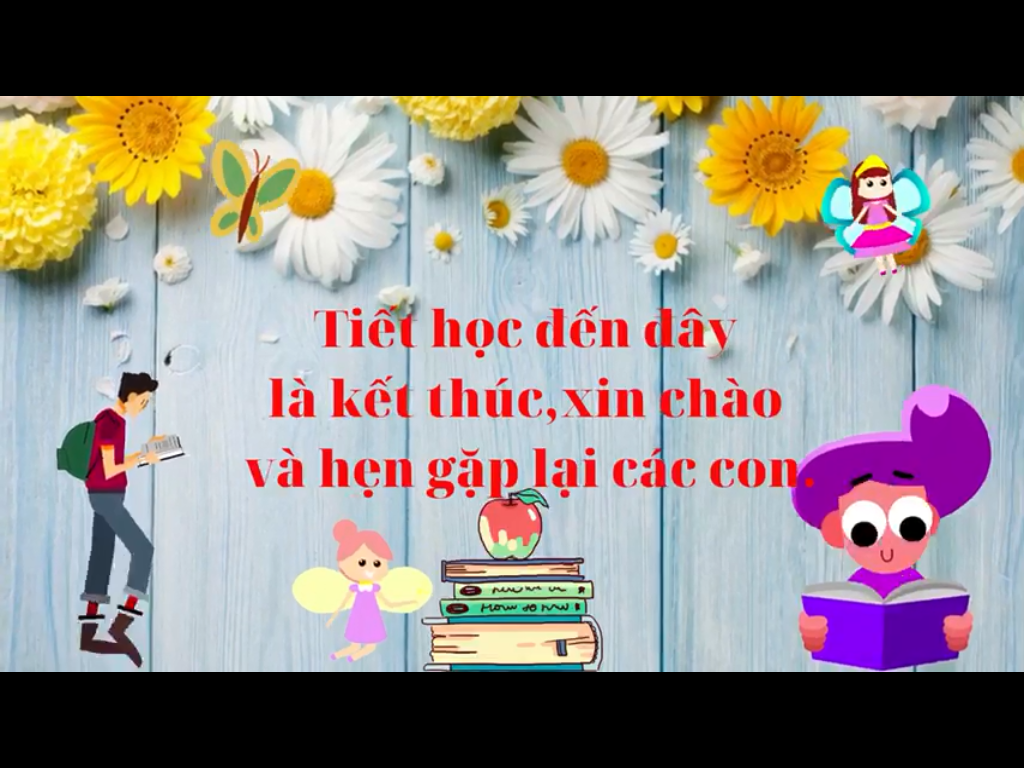 Tiết học đến đây
là kết thúc,xin chào
và hẹn gặp lại các con.